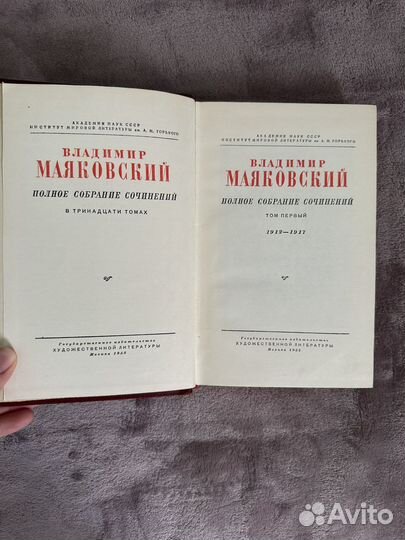 АКАДЕМИЯ НАУК СССР
ИНСТИТУТ МИРОВОЙ ЛИТЕРАТУРЫ им. А. М. ГОРЬКОГО
ВЛАДИМИР
МАЯКОВСКИЙ
ПОЛНОЕ СОБРАНИЕ СОЧИНЕНИЙ
В ТРИНАДЦАТИ ТОМАХ
Государственное издательство
ХУДОЖЕСТВЕННОЙ ЛИТЕРАТУРЫ
Москва 1955
АКАДЕМИЯ НАУК СССР
ИНСТИТУТ МИРОВОЙ ЛИТЕРАТУРЫ им. А. М. ГОРЬКОГО
ВЛАДИМИР
МАЯКОВСКИЙ
ПОЛНОЕ СОБРАНИЕ СОЧИНЕНИЙ
ТОМ ПЕРВЫЙ
1912—1917
Государственное издательство
ХУДОЖЕСТВЕННОЙ ЛИТЕРАТУРЫ
Москва 1955
Avito